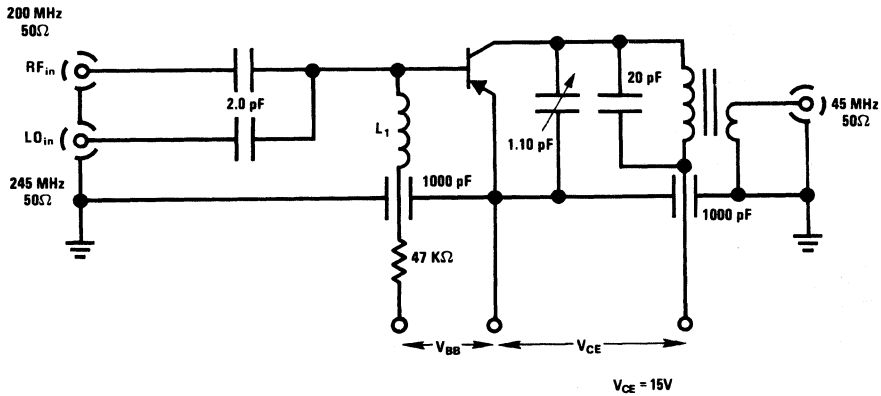 200 MHz
50Ω
RFin
2.0 pF
LOin
245 MHz
50Ω
L1
1000 pF
47 KΩ
20 pF
1.10 pF
45 MHz
50Ω
1000 pF
VBB
VCE
VCE = 15V